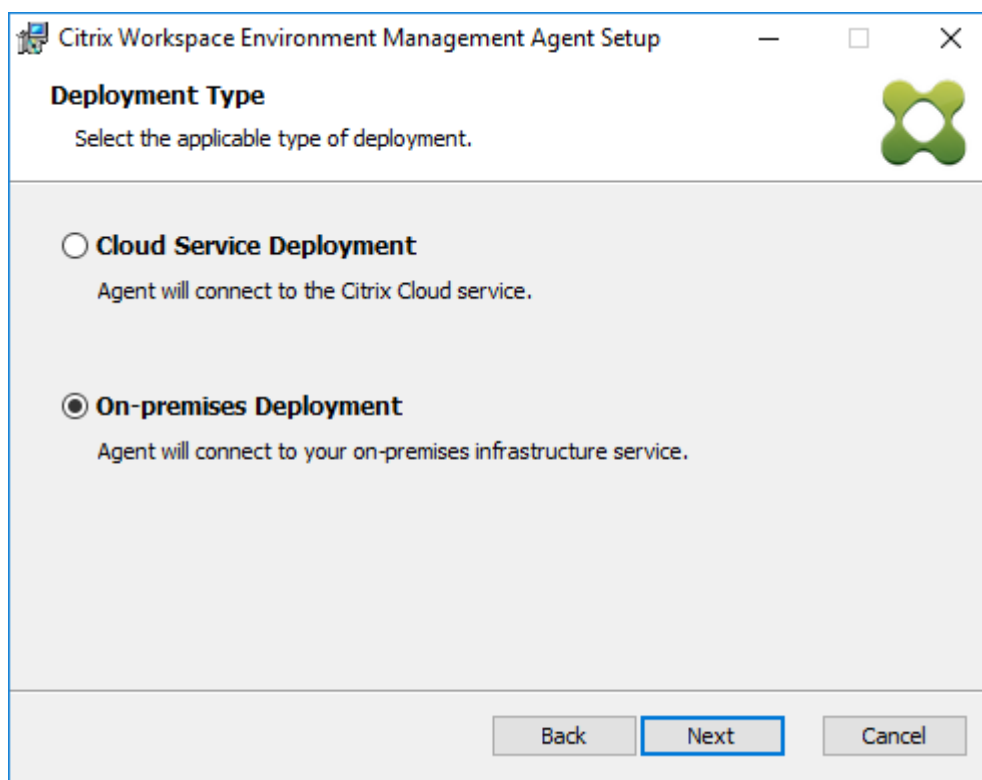 Citrix Workspace Environment Management Agent Setup
Deployment Type
Select the applicable type of deployment.
Cloud Service Deployment
Agent will connect to the Citrix Cloud service.
On-premises Deployment
Agent will connect to your on-premises infrastructure service.
Back Next Cancel